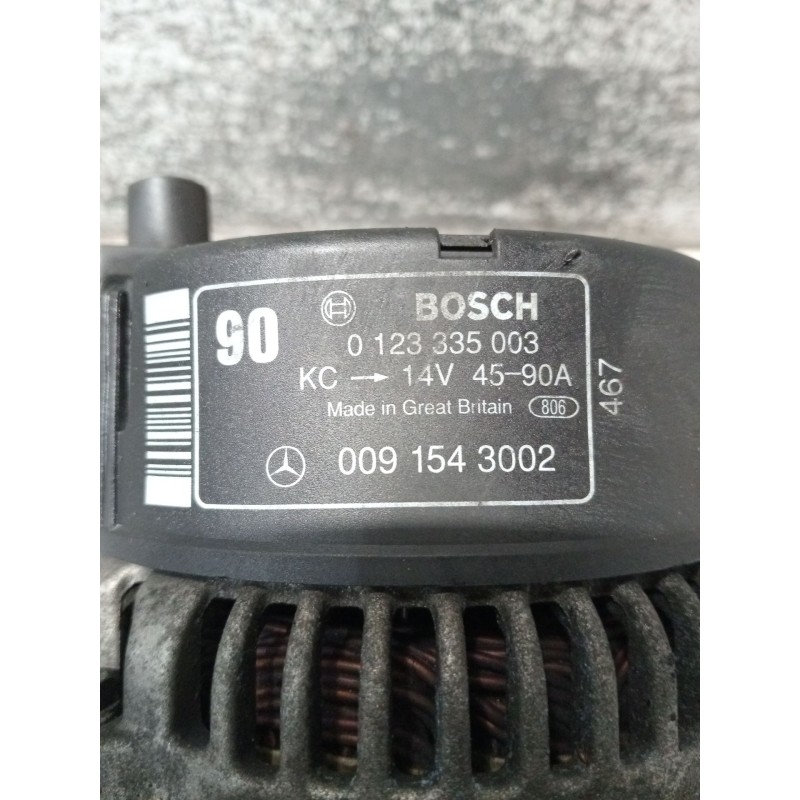 90
BOSCH
0 123 335 003
KC → 14V 45-90A
Made in Great Britain 806
009 154 3002
467